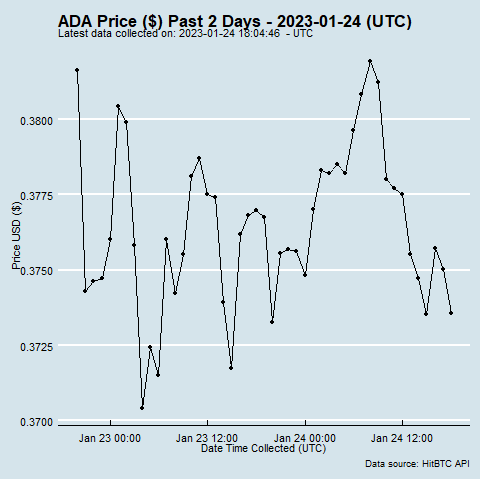 ADA Price ($) Past 2 Days - 2023-01-24 (UTC)
Latest data collected on: 2023-01-24 18:04:46 - UTC
0.3800
0.3775
0.3750
0.3725
0.3700
Price USD ($)
Jan 23 00:00 Jan 23 12:00 Jan 24 00:00 Jan 24 12:00
Date Time Collected (UTC)
Data source: HitBTC API